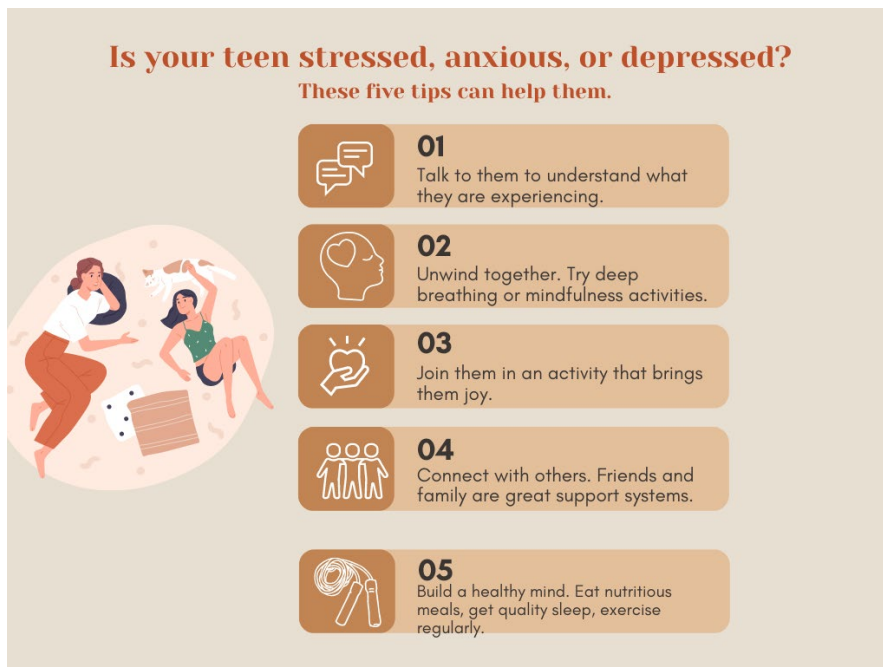 Is your teen stressed, anxious, or depressed?
These five tips can help them.
01
Talk to them to understand what
they are experiencing.
02
Unwind together. Try deep
breathing or mindfulness activities.
03
Join them in an activity that brings
them joy.
04
Connect with others. Friends and
family are great support systems.
05
Build a healthy mind. Eat nutritious
meals, get quality sleep, exercise
regularly.